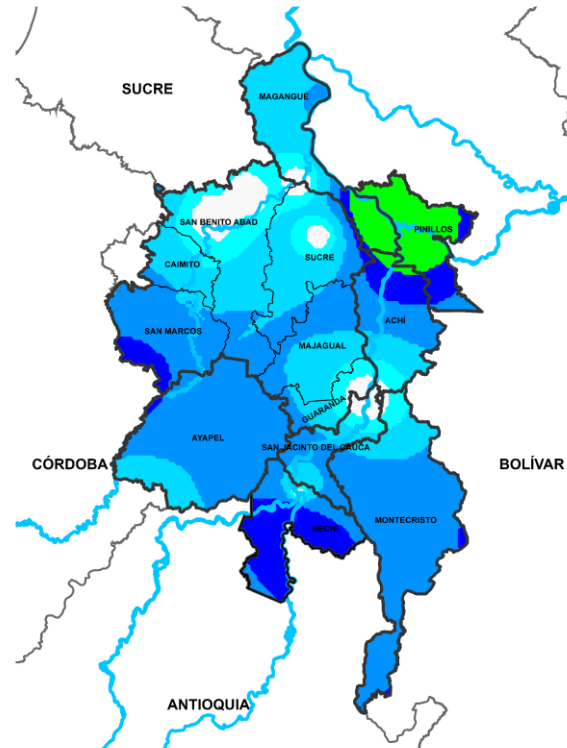 SUCRE
MAGANGUE
SAN BENITO ABAD
PINILLOS
SUCRE
CAIMITO
ACHÍ
SAN MARCOS
MAJAGUAL
GUARANDA
AYAPEL
SAN JACINTO DEL CAUCA
CÓRDOBA
BOLÍVAR
MONTECRISTO
NECHÍ
ANTIOQUIA